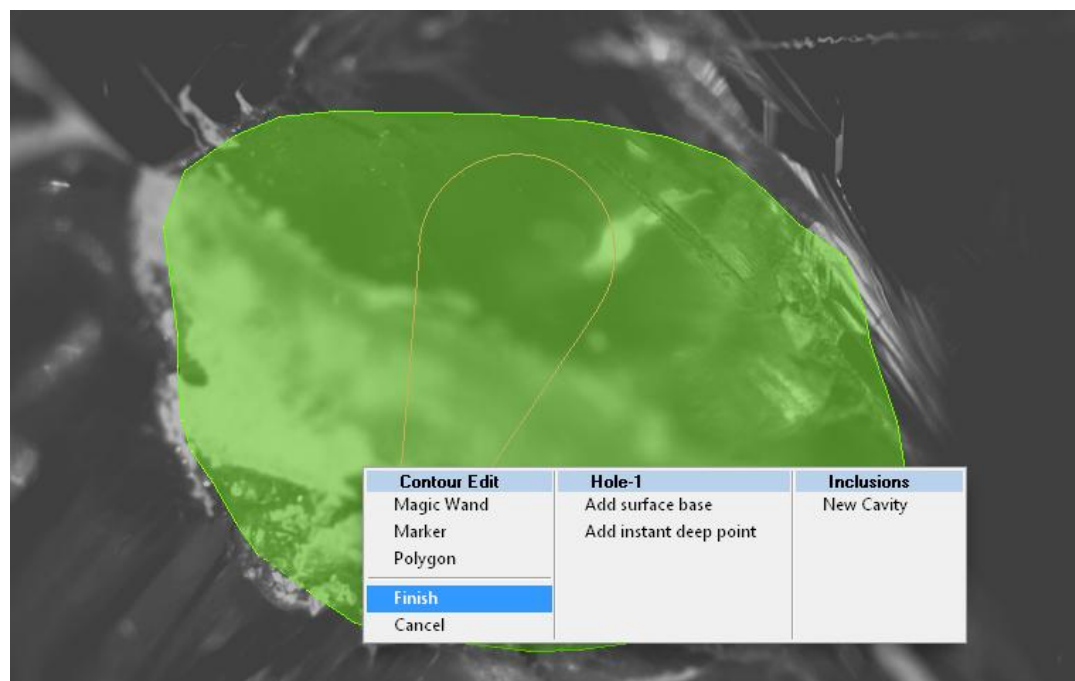 Contour Edit
Magic Wand
Marker
Polygon
Finish
Cancel
Hole-1
Add surface base
Add instant deep point
Inclusions
New Cavity